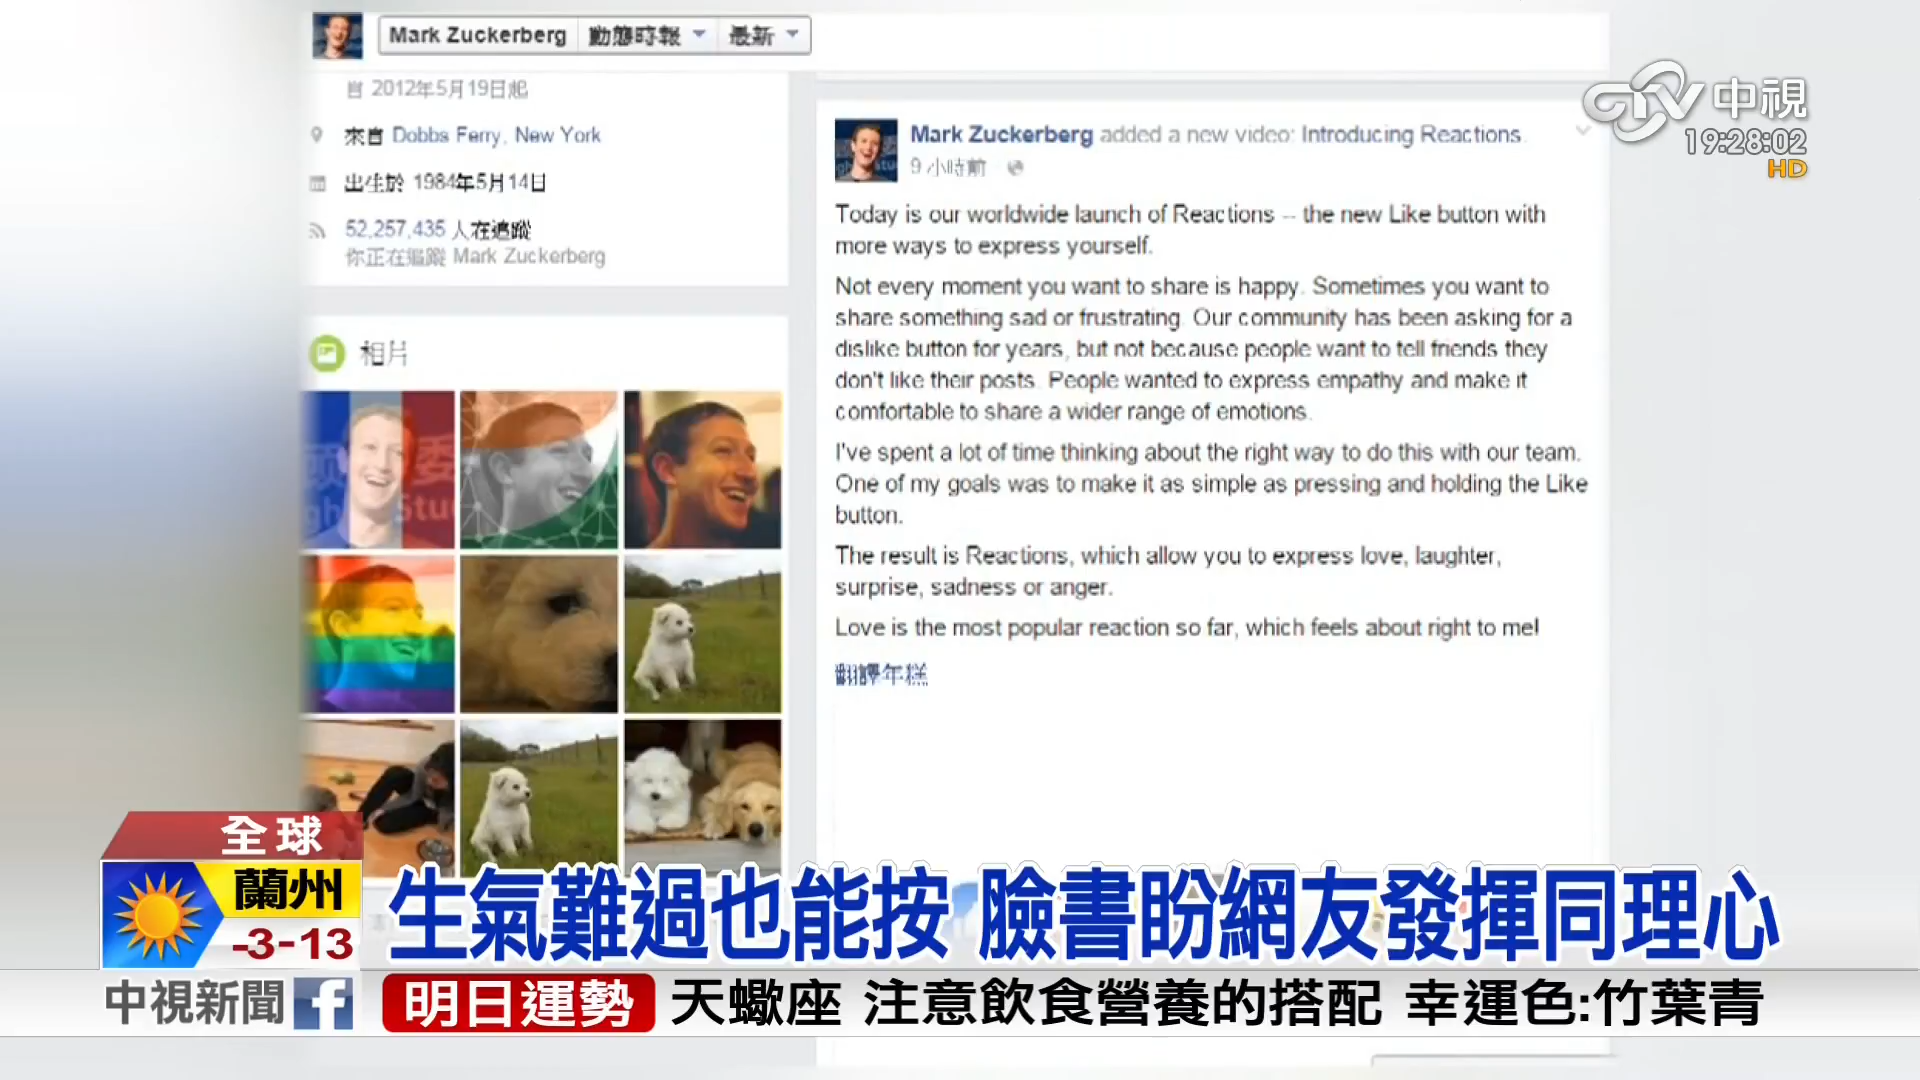 Mark Zuckerberg 動態時報 最新
2012年5月19日起
來自 Dobbs Ferry, New York
出生於 1984年5月14日
52,257,435 人在追蹤
你正在追蹤 Mark Zuckerberg
相片
Mark Zuckerberg added a new video: Introducing Reactions.
9 小時前
Today is our worldwide launch of Reactions -- the new Like button with
more ways to express yourself.
Not every moment you want to share is happy. Sometimes you want to
share something sad or frustrating. Our community has been asking for a
dislike button for years, but not because people want to tell friends they
don't like their posts. People wanted to express empathy and make it
comfortable to share a wider range of emotions.
I've spent a lot of time thinking about the right way to do this with our team.
One of my goals was to make it as simple as pressing and holding the Like
button.
The result is Reactions, which allow you to express love, laughter,
surprise, sadness or anger.
Love is the most popular reaction so far, which feels about right to me!
翻譯年糕
CTV中視
19:28:02
HD
全球
蘭州
-3-13
生氣難過也能按 臉書盼網友發揮同理心
中視新聞 f
明日運勢 天蠍座 注意飲食營養的搭配 幸運色:竹葉青